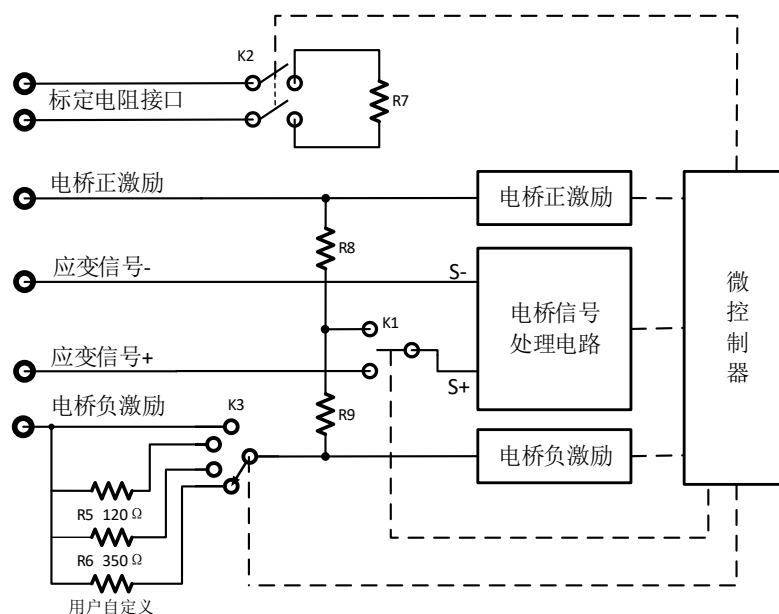 K2
标定电阻接口
R7
电桥正激励
电桥正激励
R8
应变信号-
S-
K1
电桥信号
处理电路
微控制器
应变信号+
S+
电桥负激励
K3
R9
电桥负激励
R5 120Ω
R6 350Ω
用户自定义